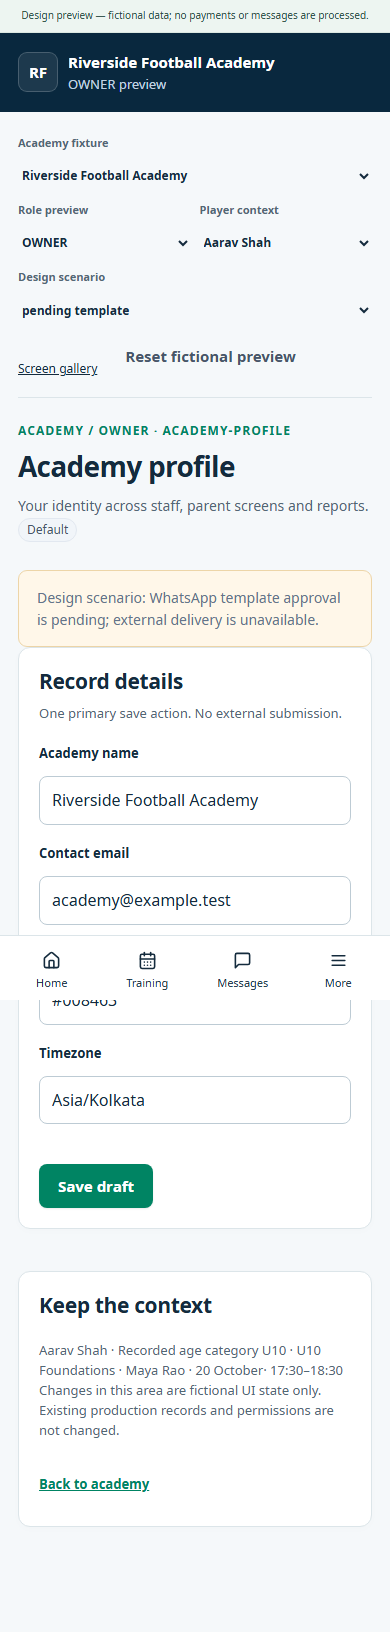 Design preview — fictional data; no payments or messages are processed.
RF
Riverside Football Academy
OWNER preview
Academy fixture
Riverside Football Academy
Role preview
Player context
OWNER
Aarav Shah
Design scenario
pending template
Screen gallery
Reset fictional preview
ACADEMY / OWNER · ACADEMY-PROFILE
Academy profile
Your identity across staff, parent screens and reports.
Default
Design scenario: WhatsApp template approval
is pending; external delivery is unavailable.
Record details
One primary save action. No external submission.
Academy name
Riverside Football Academy
Contact email
academy@example.test
Home
Training
Messages
More
Timezone
Asia/Kolkata
Save draft
Keep the context
Aarav Shah · Recorded age category U10 · U10
Foundations · Maya Rao · 20 October· 17:30–18:30
Changes in this area are fictional UI state only.
Existing production records and permissions are
not changed.
Back to academy